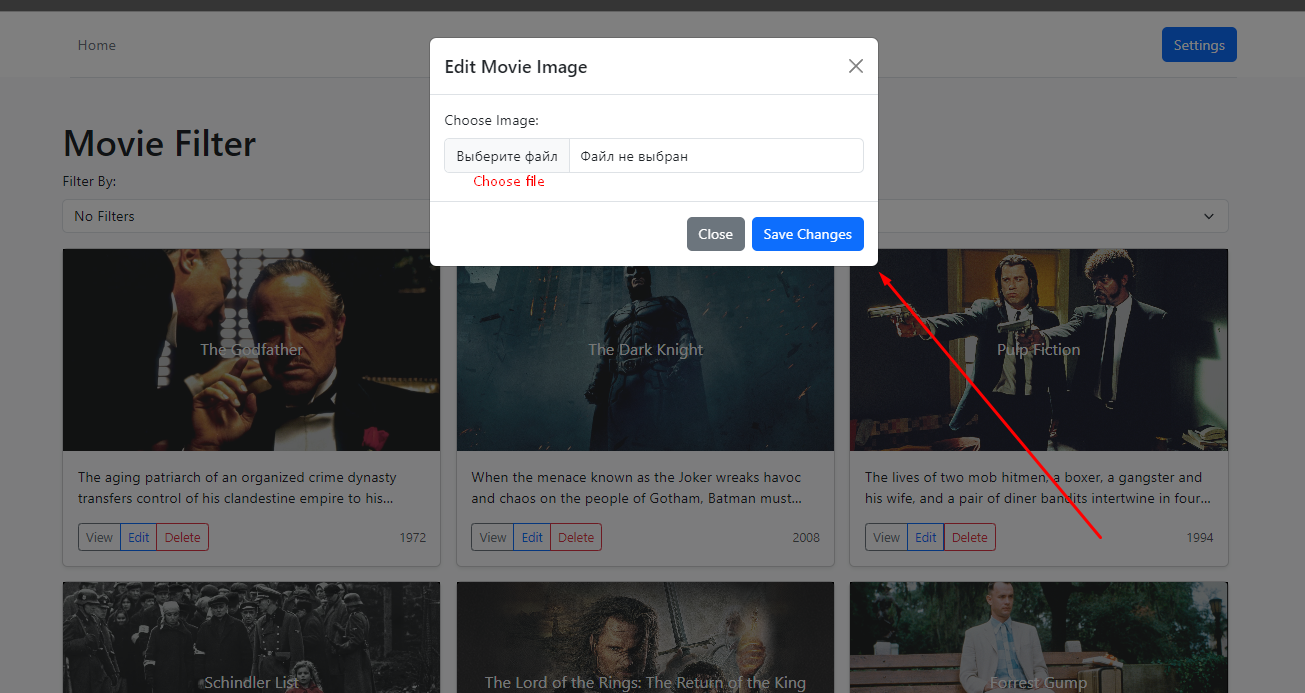 Home
Settings
Edit Movie Image
Choose Image:
Выберите файл Файл не выбран
Choose file
Close Save Changes
Movie Filter
Filter By:
No Filters
The Godfather
The aging patriarch of an organized crime dynasty
transfers control of his clandestine empire to his...
View Edit Delete 1972
The Dark Knight
When the menace known as the Joker wreaks havoc
and chaos on the people of Gotham, Batman must...
View Edit Delete 2008
Pulp Fiction
The lives of two mob hitmen, a boxer, a gangster and
his wife, and a pair of diner bandits intertwine in four...
View Edit Delete 1994
Schindler List
The Lord of the Rings: The Return of the King
Forrest Gump